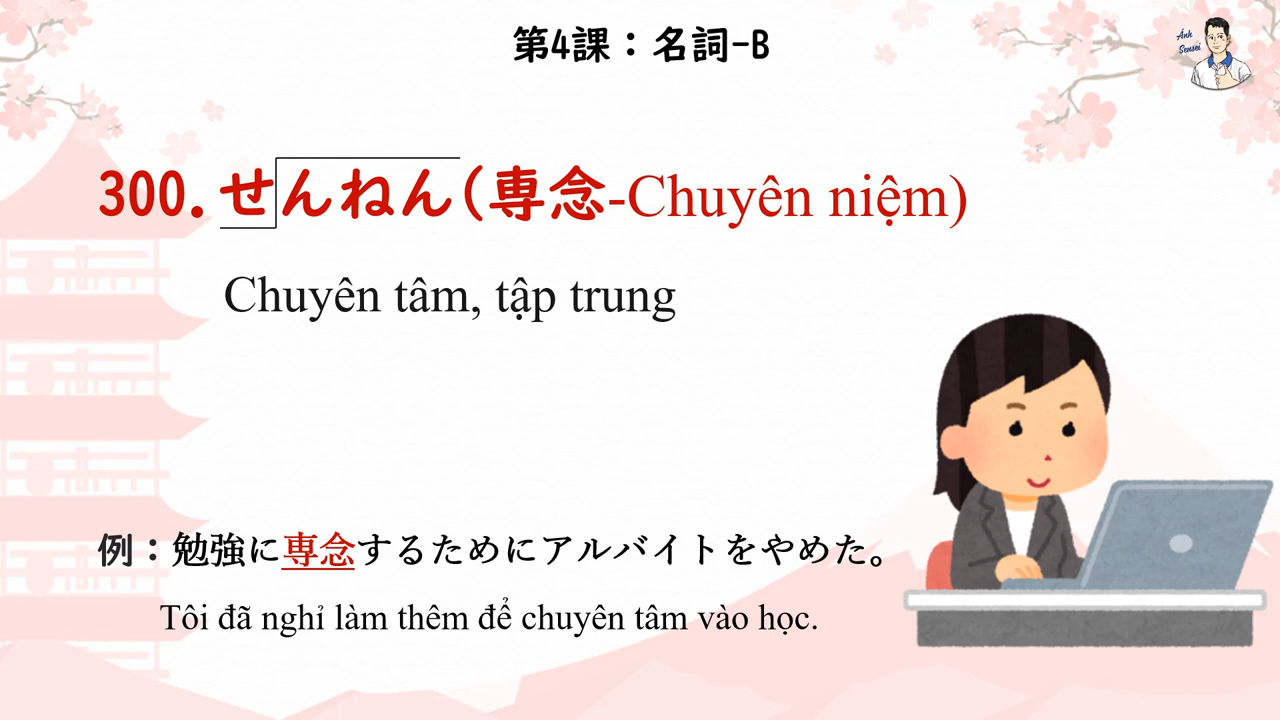 第4課：名詞-B
Anh Sensei
300. せんねん(専念-Chuyên niệm)
Chuyên tâm, tập trung
例：勉強に専念するためにアルバイトをやめた。
Tôi đã nghỉ làm thêm để chuyên tâm vào học.